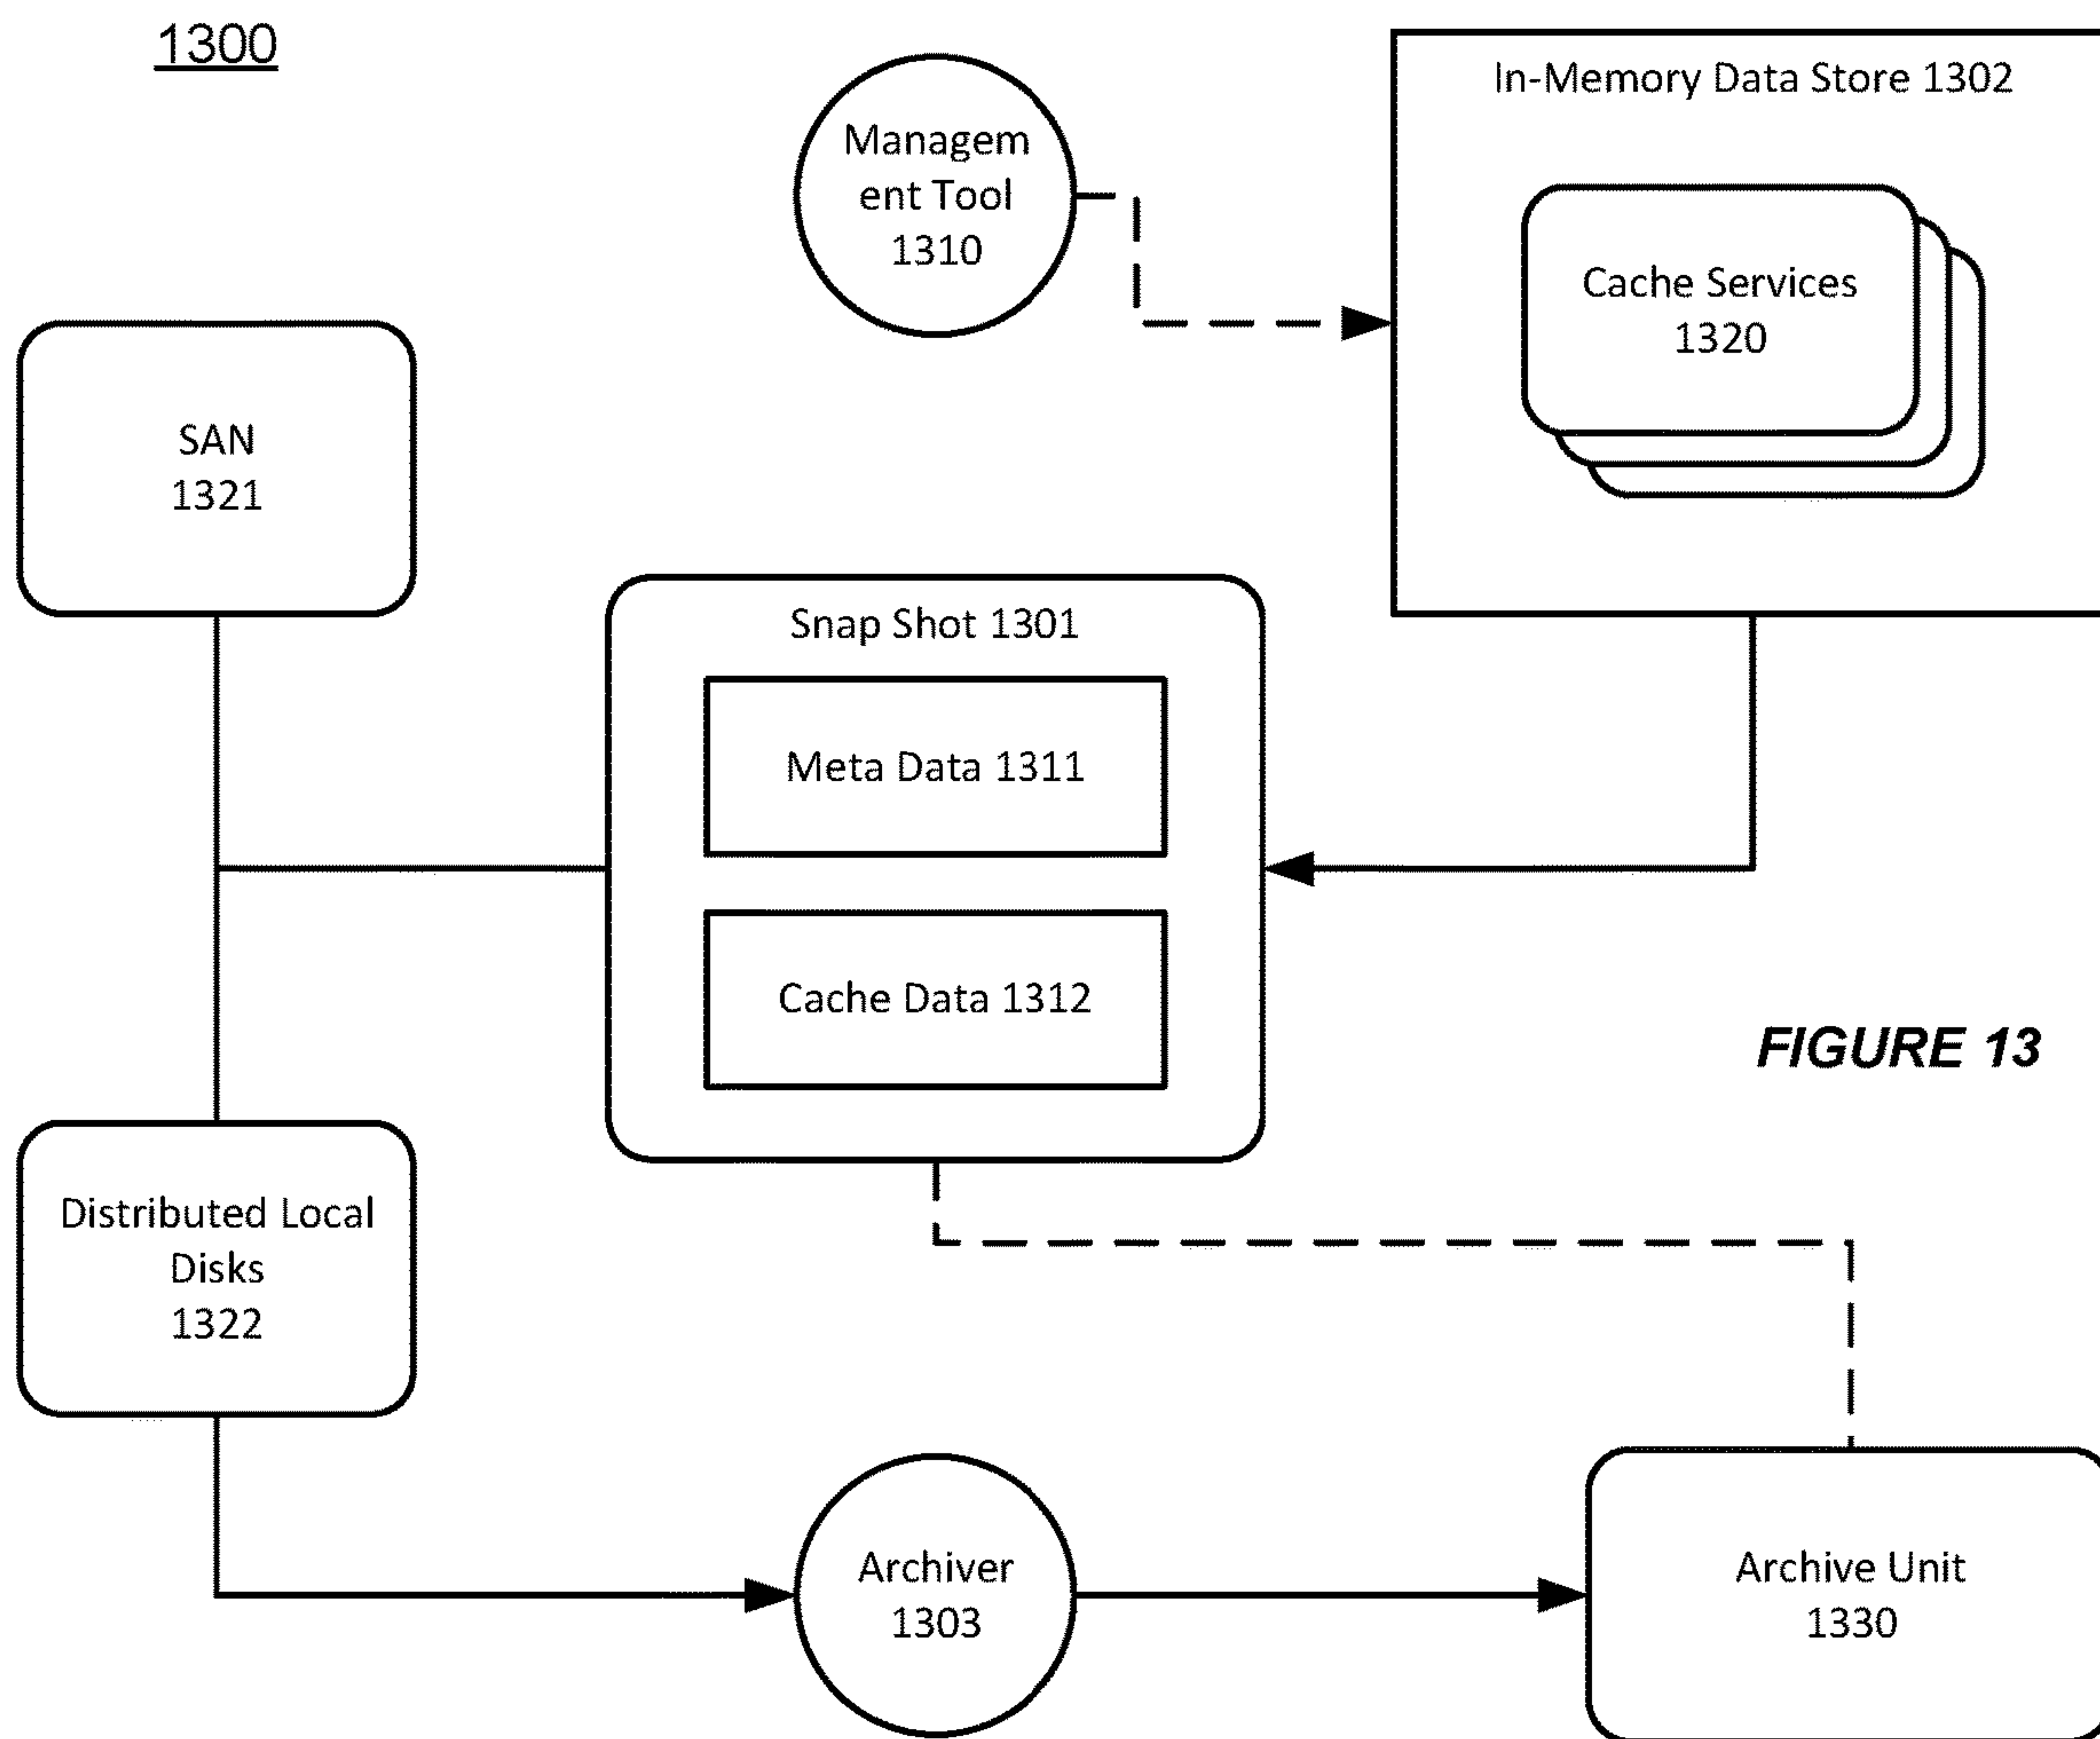 1300
In-Memory Data Store 1302
Managem
ent Tool
1310
Cache Services
1320
SAN
1321
Snap Shot 1301
Meta Data 1311
Cache Data 1312
FIGURE 13
Distributed Local
Disks
1322
Archiver
1303
Archive Unit
1330